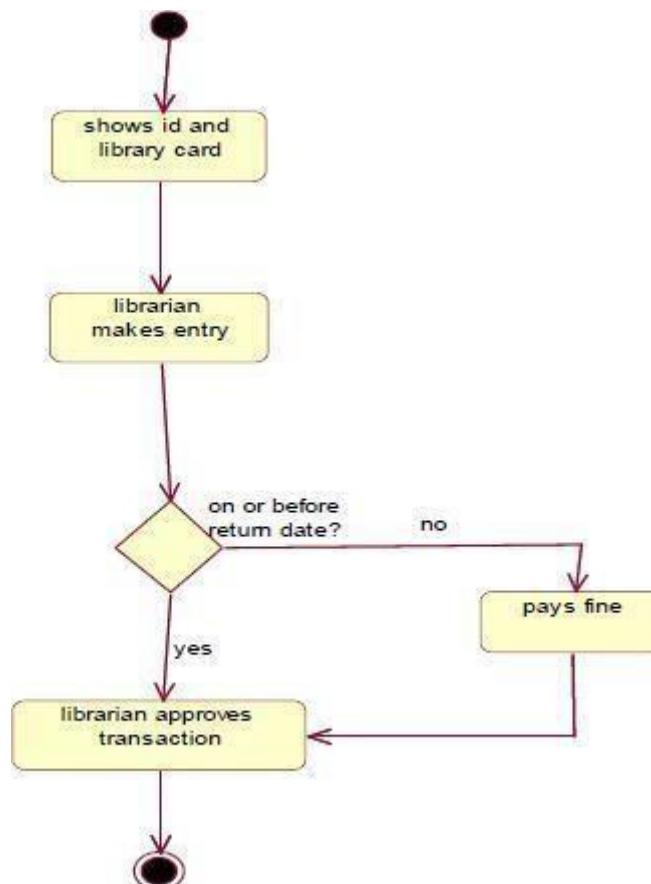 shows id and
library card
librarian
makes entry
on or before
return date?
no
pays fine
yes
librarian approves
transaction